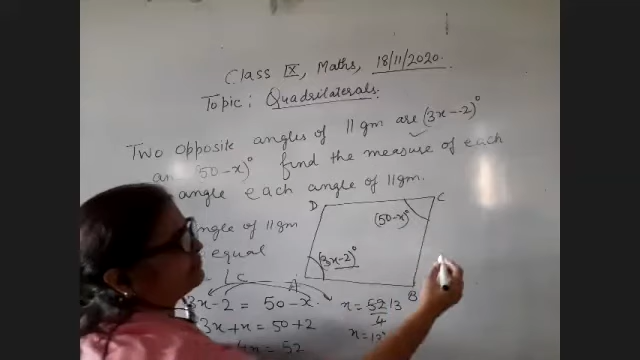 Class IX, Maths, 18/11/2020.
Topic: Quadrilaterals.
Two opposite angles of ||gm are (3x-2)°
(50-x)° find the measure of each
angle each angle of ||gm.
angle of ||gm
equal
D
C
(50-x)°
(3x-2)°
A
B
3x-2 = 50-x
3x+x = 50+2
4x = 52
x = 52 13
4